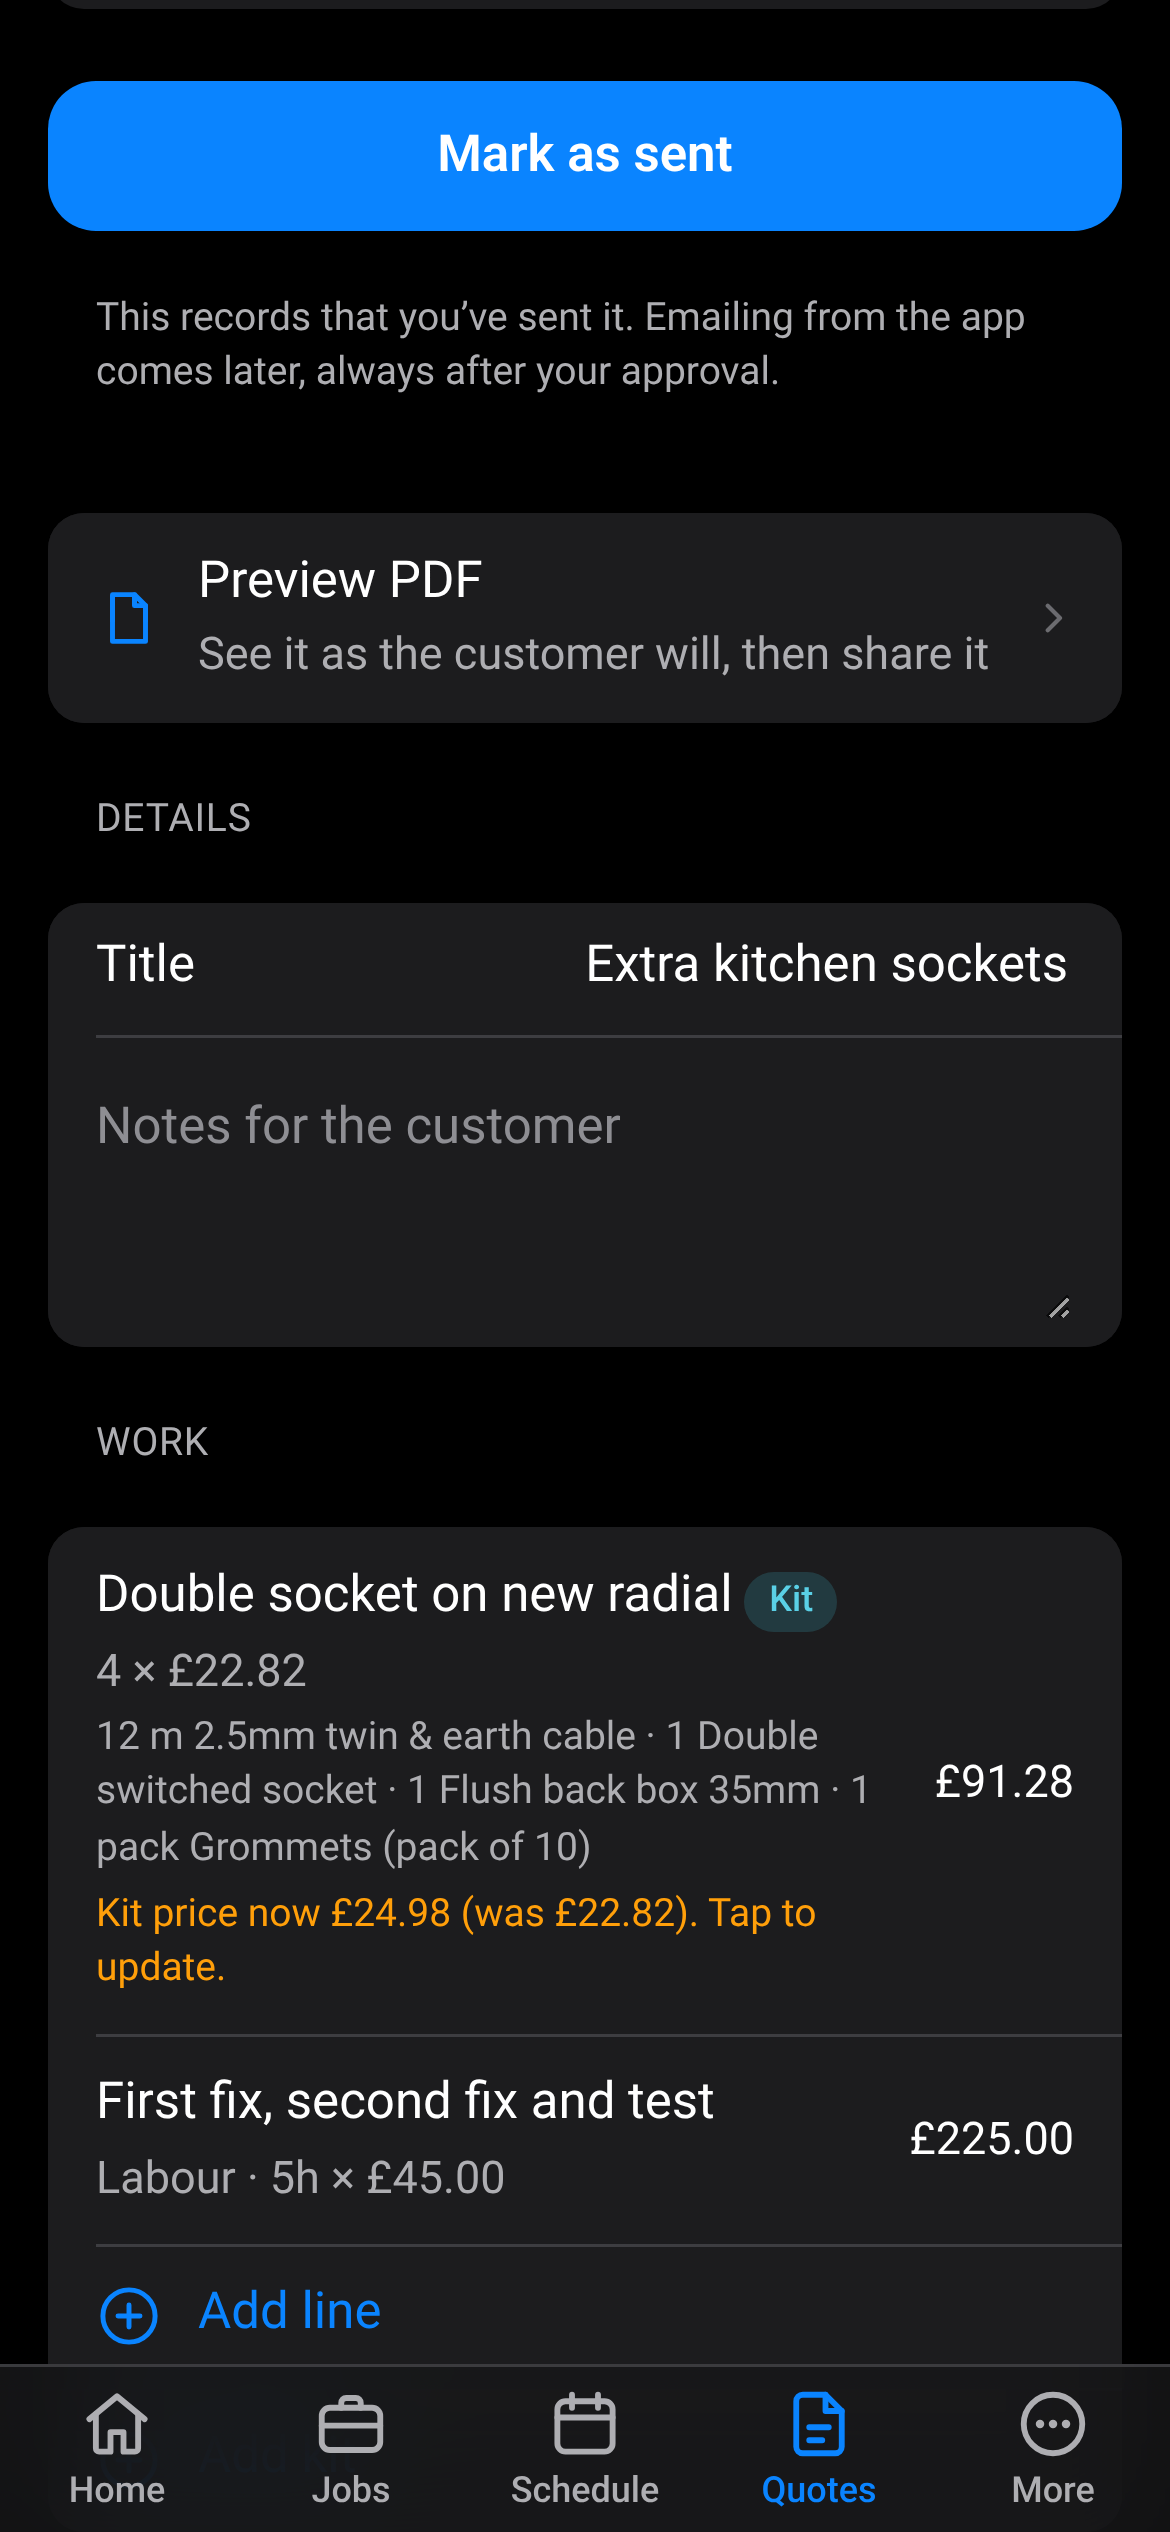 Mark as sent
This records that you’ve sent it. Emailing from the app
comes later, always after your approval.
Preview PDF
See it as the customer will, then share it
DETAILS
Title
Extra kitchen sockets
Notes for the customer
WORK
Double socket on new radial
Kit
4 × £22.82
12 m 2.5mm twin & earth cable · 1 Double
switched socket · 1 Flush back box 35mm · 1
pack Grommets (pack of 10)
£91.28
Kit price now £24.98 (was £22.82). Tap to
update.
First fix, second fix and test
Labour · 5h × £45.00
£225.00
Add line
Home
Jobs
Schedule
Quotes
More